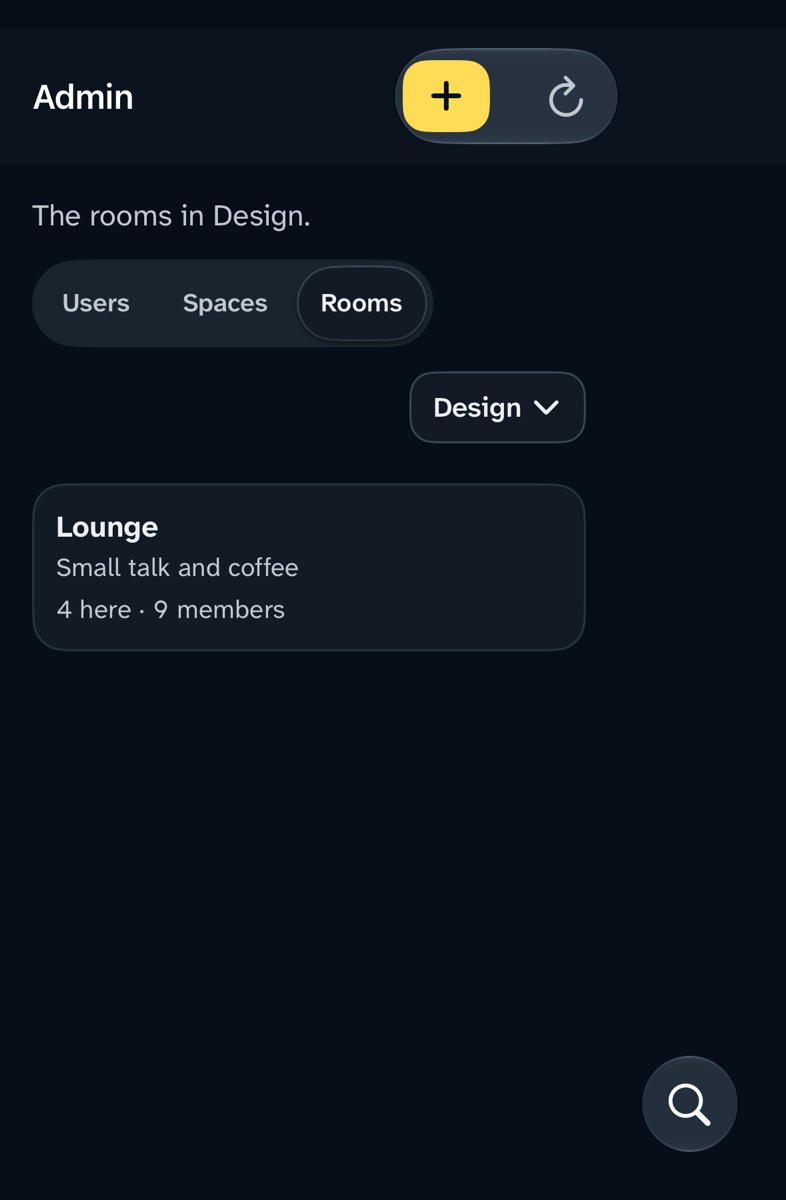 Admin
The rooms in Design.
Users Spaces Rooms
Design
Lounge
Small talk and coffee
4 here · 9 members